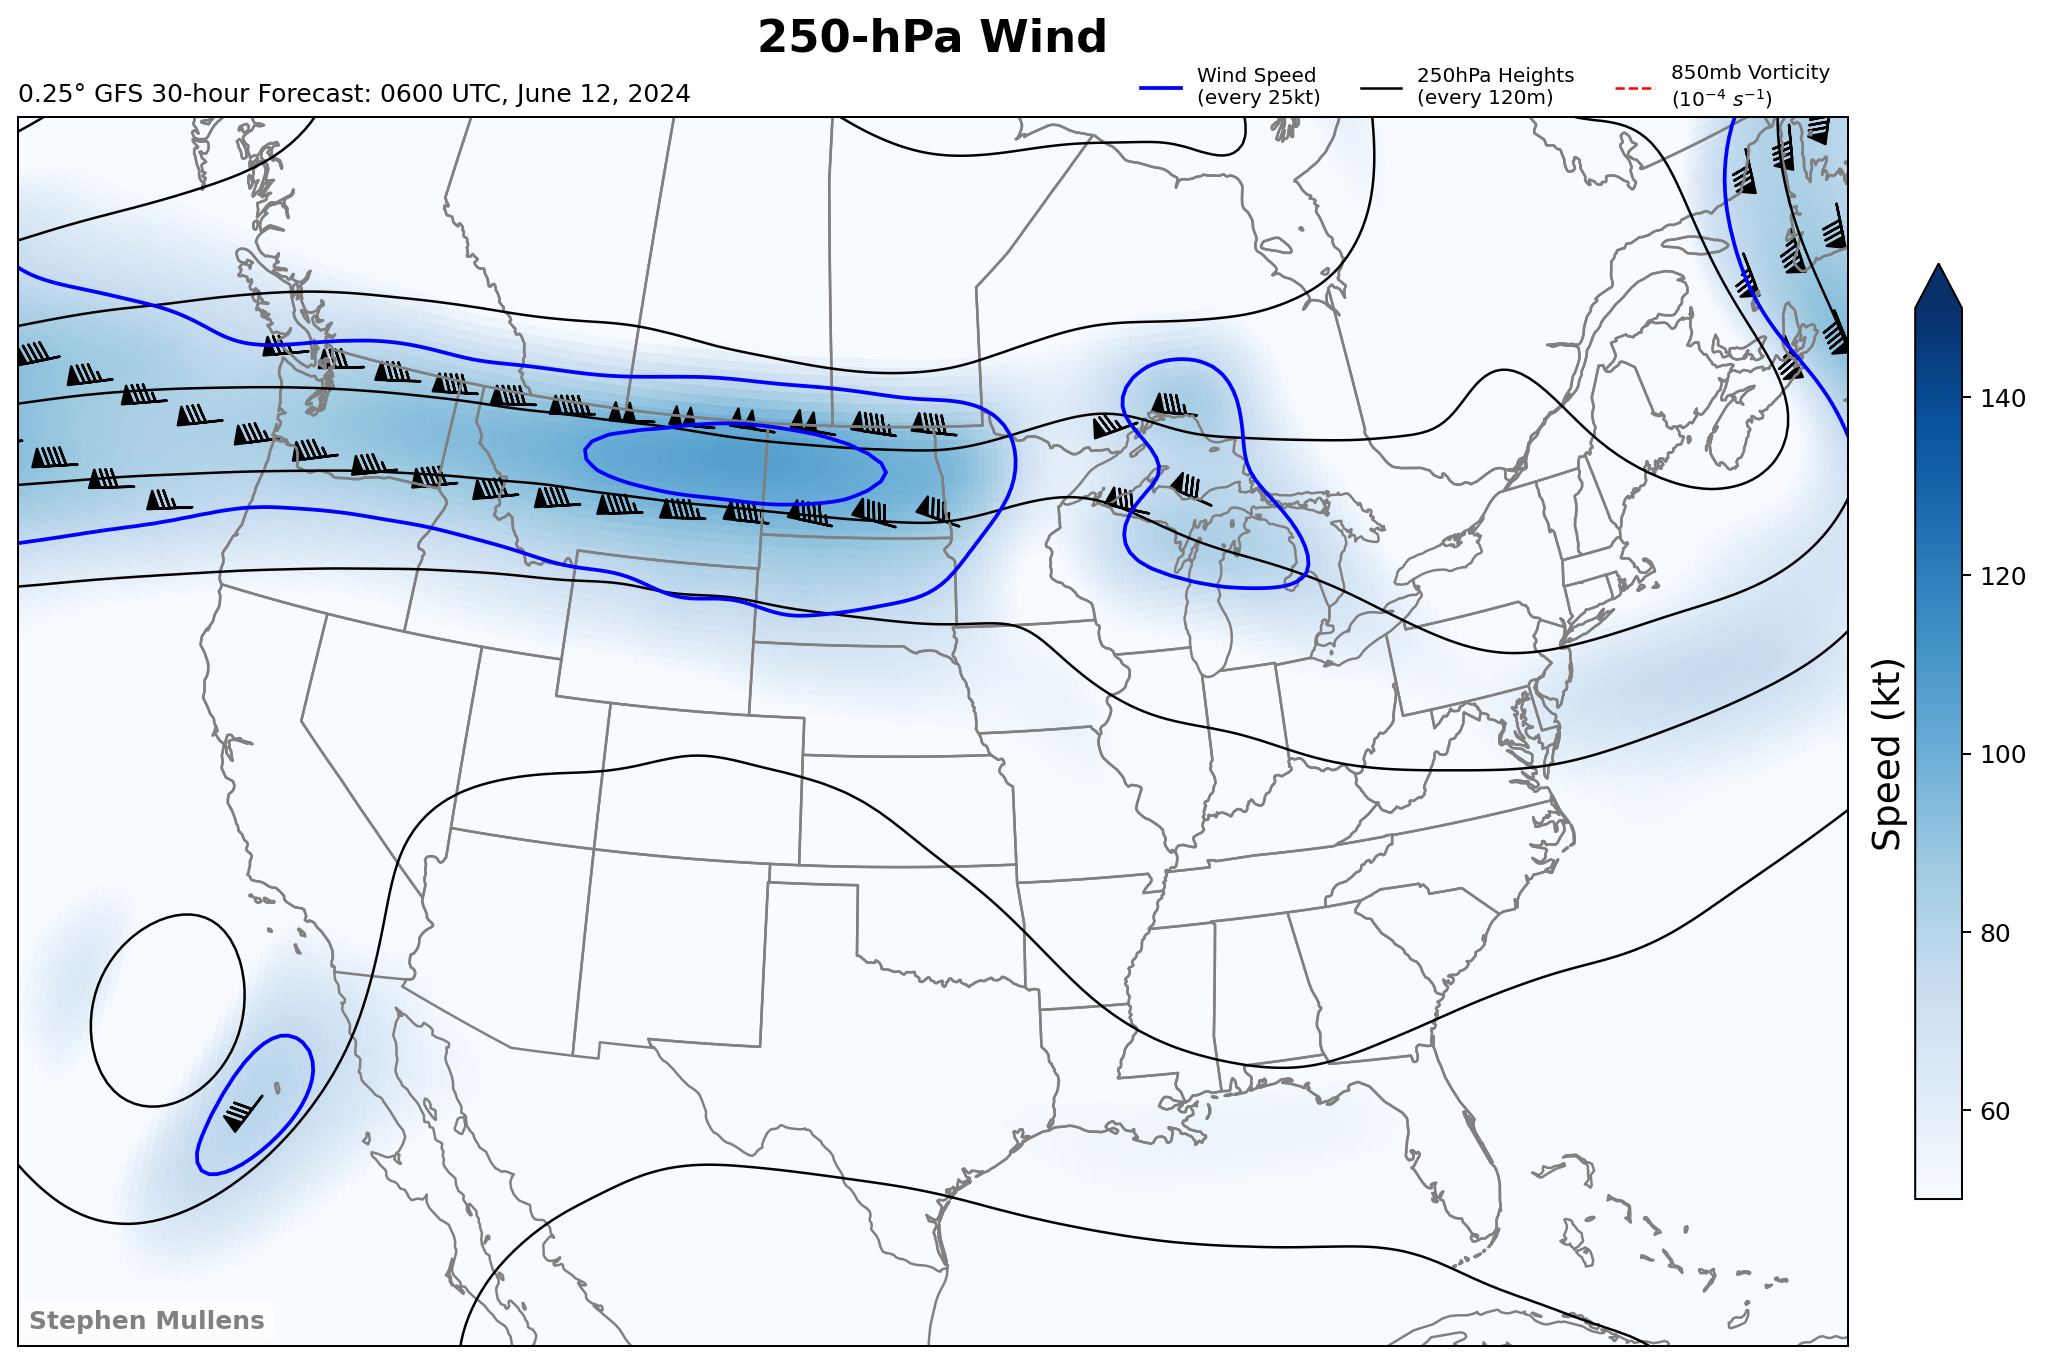 250-hPa Wind
0.25° GFS 30-hour Forecast: 0600 UTC, June 12, 2024
Wind Speed
(every 25kt)
250hPa Heights
(every 120m)
850mb Vorticity
(10⁻⁴ s⁻¹)
140
120
100
80
60
Speed (kt)
Stephen Mullens